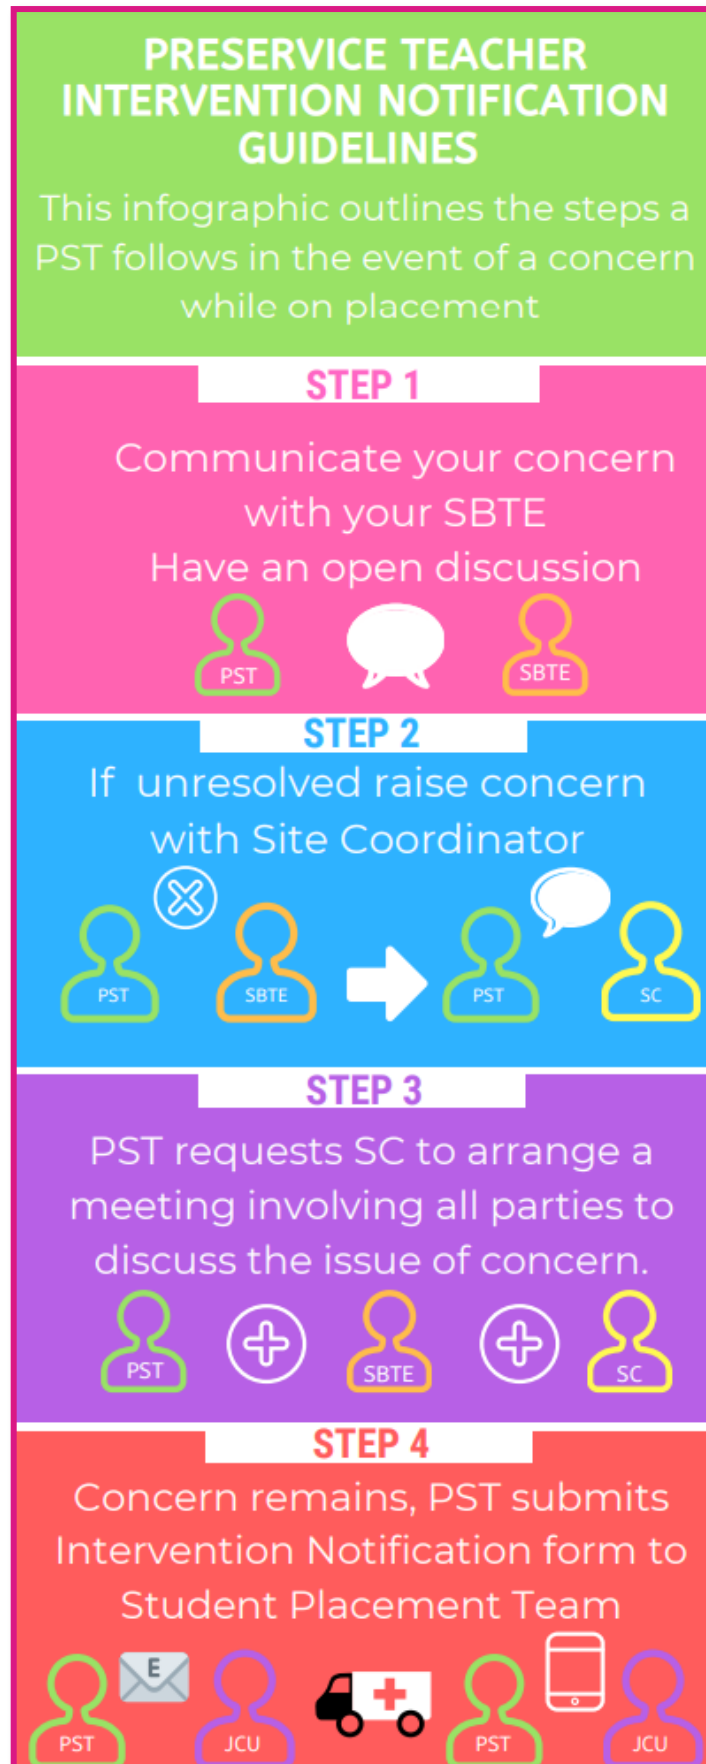 PRESERVICE TEACHER
INTERVENTION NOTIFICATION
GUIDELINES
This infographic outlines the steps a
PST follows in the event of a concern
while on placement
STEP 1
Communicate your concern
with your SBTE
Have an open discussion
PST SBTE
STEP 2
If unresolved raise concern
with Site Coordinator
PST SBTE PST SC
STEP 3
PST requests SC to arrange a
meeting involving all parties to
discuss the issue of concern.
PST SBTE SC
STEP 4
Concern remains, PST submits
Intervention Notification form to
Student Placement Team
E
PST JCU PST JCU